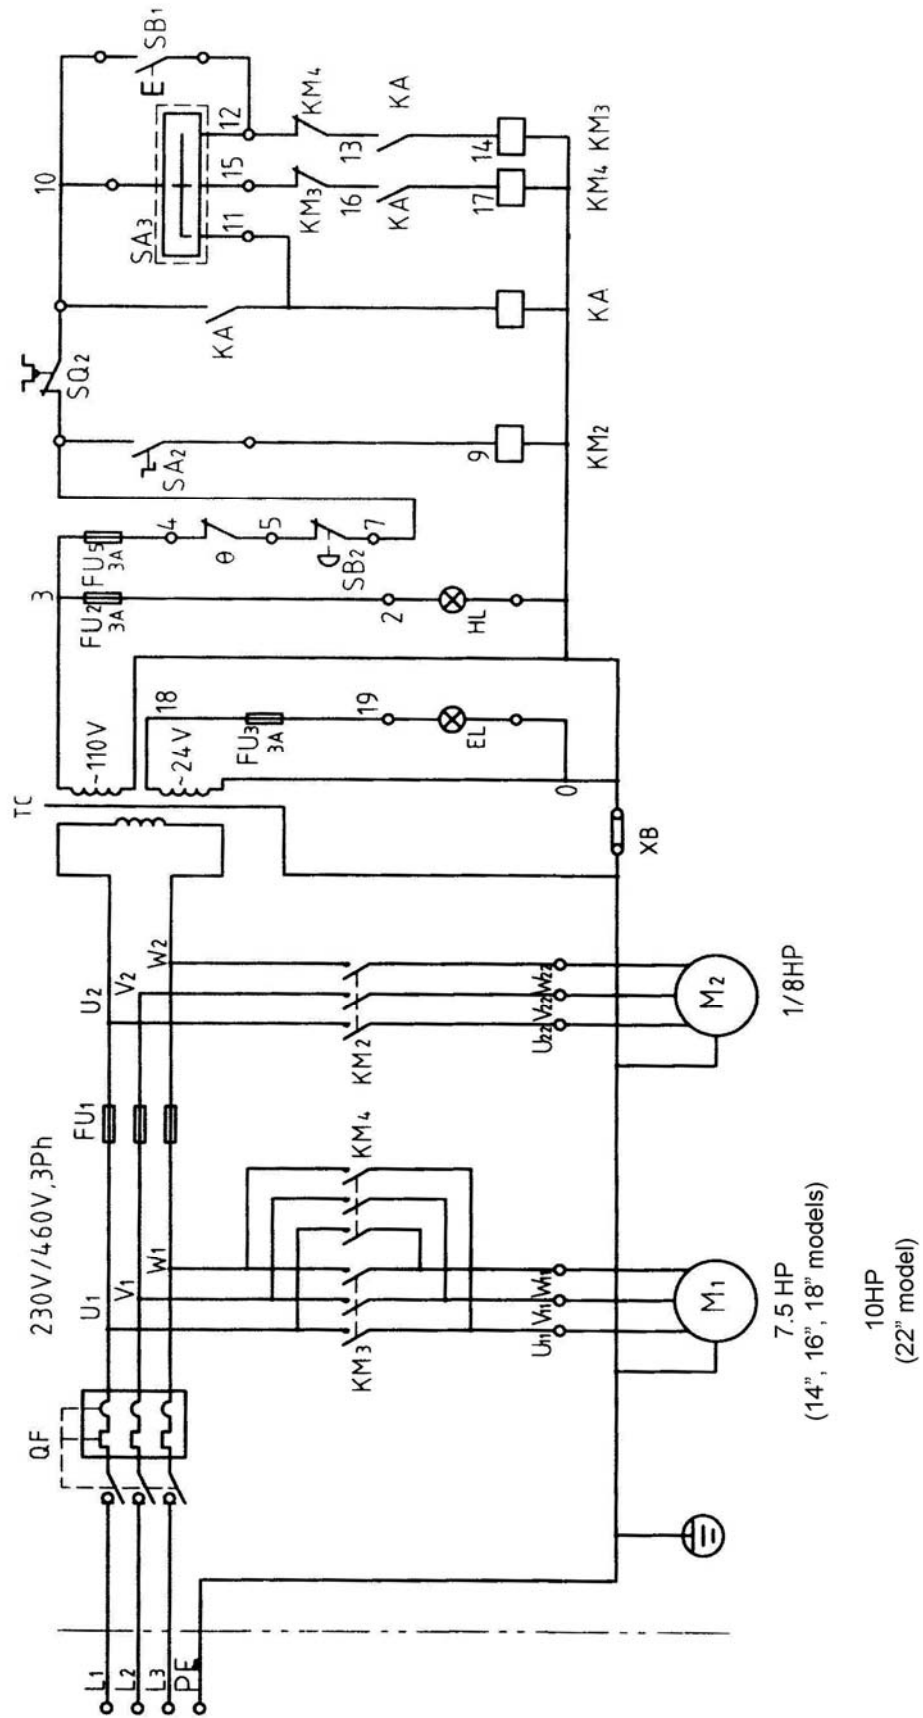 L1
L2
L3
PE
QF
230V/460V,3Ph
U1
V1
W1
FU1
U2
V2
W2
KM3
KM4
KM2
U11 V11 W11
U22 V22 W22
M1
M2
7.5 HP
(14", 16", 18" models)
10HP
(22" model)
1/8HP
TC
~110V
~24V
XB
18
FU3
3A
19
EL
0
3
FU2
3A
2
HL
FU5
3A
4
θ
5
SB2
7
SA2
9
KM2
SQ2
KA
KA
10
SA3
11
15
12
SB1
KM3
16
KA
17
KM4
KM4
13
KA
14
KM3